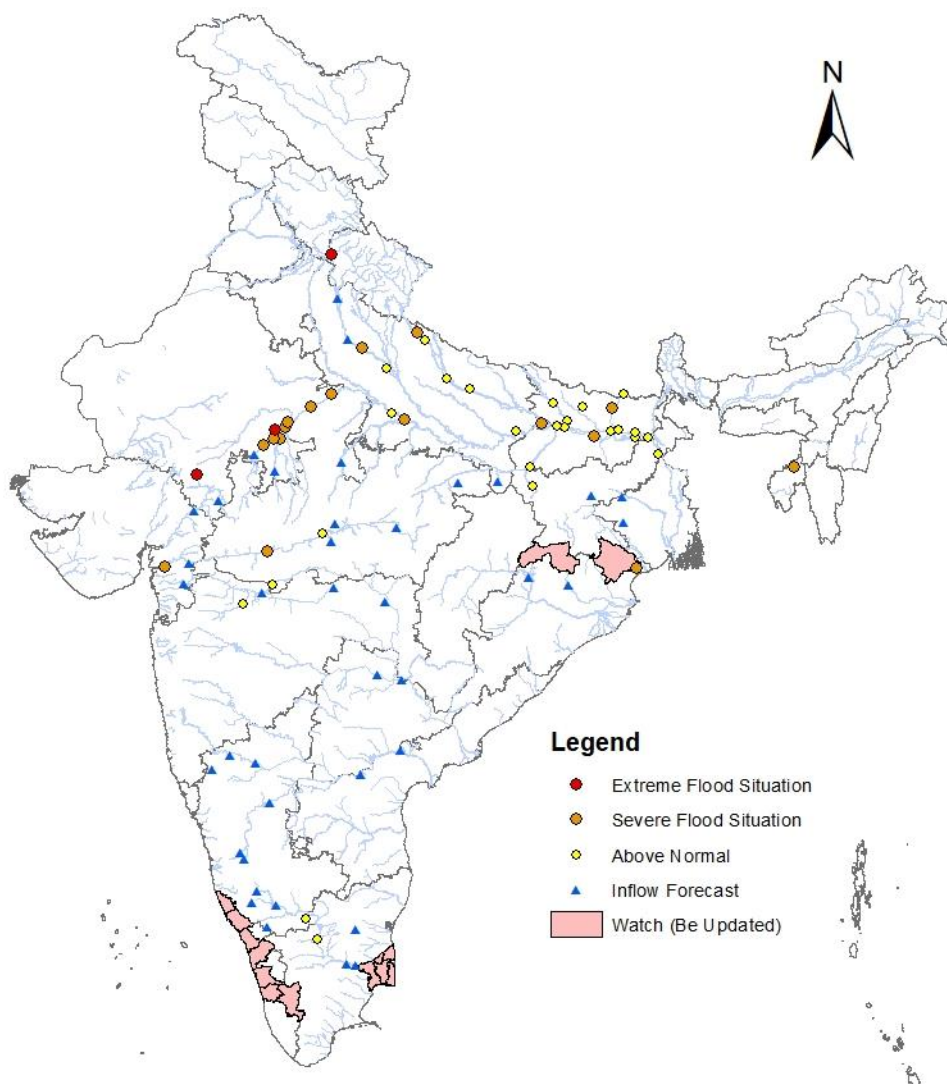 N
Legend
Extreme Flood Situation
Severe Flood Situation
Above Normal
Inflow Forecast
Watch (Be Updated)